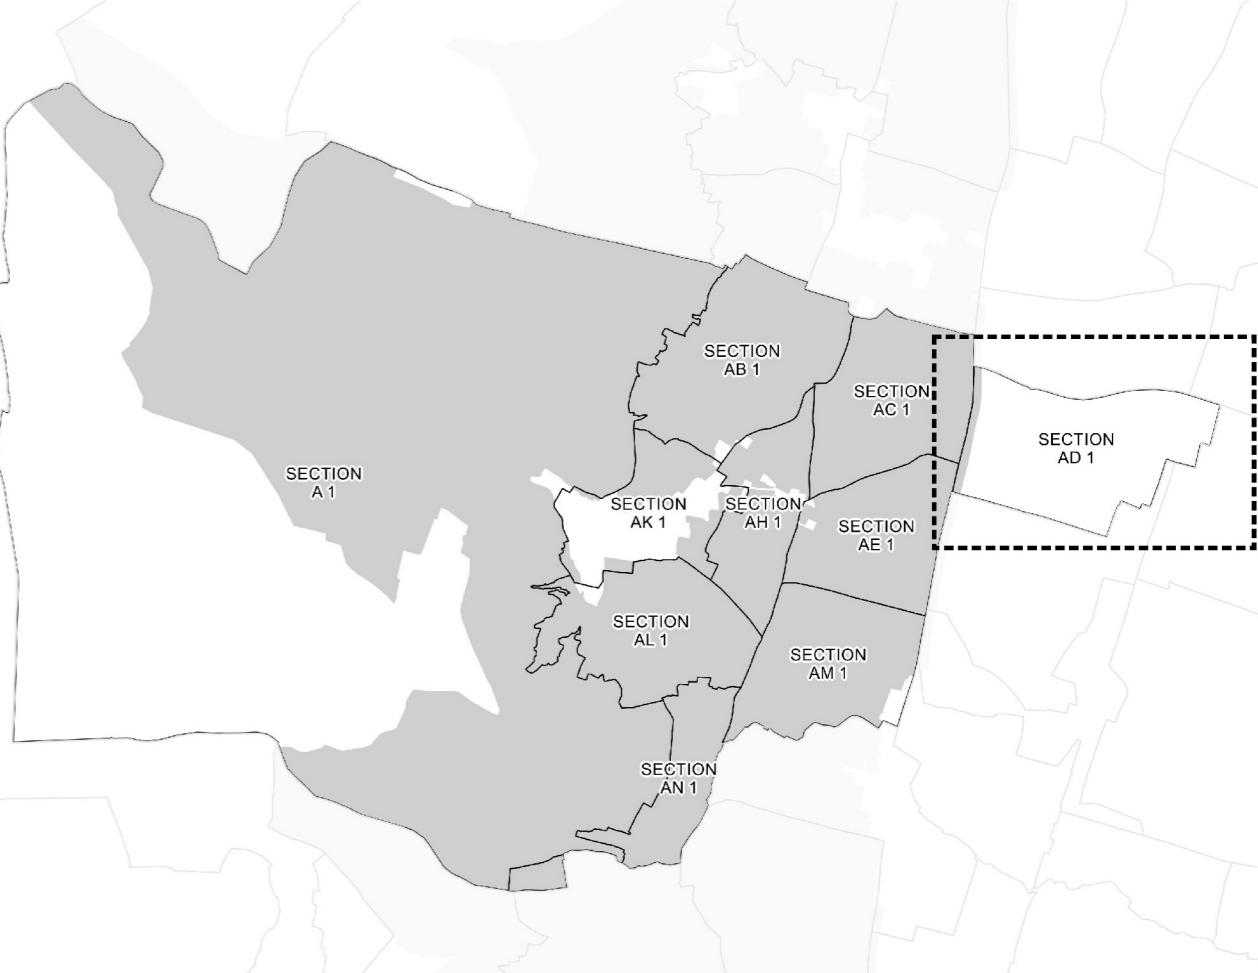 SECTION
AB 1
SECTION
AC 1
SECTION
AD 1
SECTION
A 1
SECTION
AK 1
SECTION
AH 1
SECTION
AE 1
SECTION
AL 1
SECTION
AM 1
SECTION
AN 1